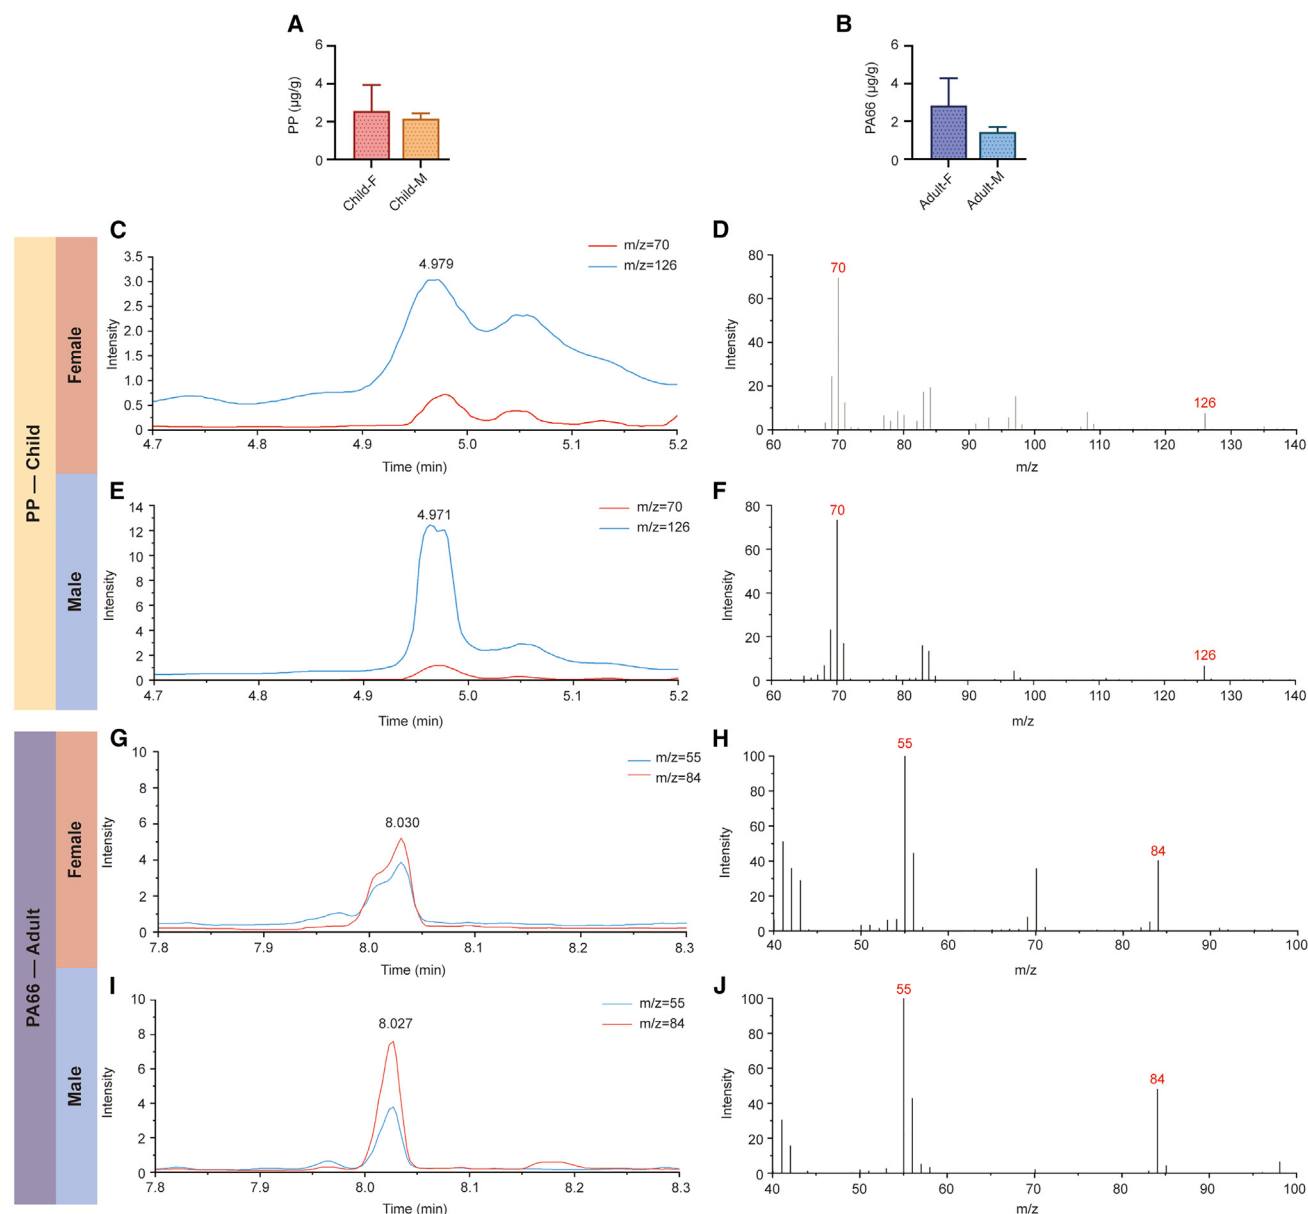 A
6
4
2
0
PP (µg/g)
Child-F
Child-M
B
6
4
2
0
PA66 (µg/g)
Adult-F
Adult-M
PP — Child
Female
Male
PA66 — Adult
Female
Male
C
m/z=70
m/z=126
4.979
3.5
3.0
2.5
2.0
1.5
1.0
0.5
0
Intensity
4.7 4.8 4.9 5.0 5.1 5.2
Time (min)
D
80
60
40
20
0
Intensity
70
126
60 70 80 90 100 110 120 130 140
m/z
E
m/z=70
m/z=126
4.971
14
12
10
8
6
4
2
0
Intensity
4.7 4.8 4.9 5.0 5.1 5.2
Time (min)
F
80
60
40
20
0
Intensity
70
126
60 70 80 90 100 110 120 130 140
m/z
G
m/z=55
m/z=84
8.030
10
8
6
4
2
0
Intensity
7.8 7.9 8.0 8.1 8.2 8.3
Time (min)
H
100
80
60
40
20
0
Intensity
55
84
40 50 60 70 80 90 100
m/z
I
m/z=55
m/z=84
8.027
10
8
6
4
2
0
Intensity
7.8 7.9 8.0 8.1 8.2 8.3
Time (min)
J
100
80
60
40
20
0
Intensity
55
84
40 50 60 70 80 90 100
m/z